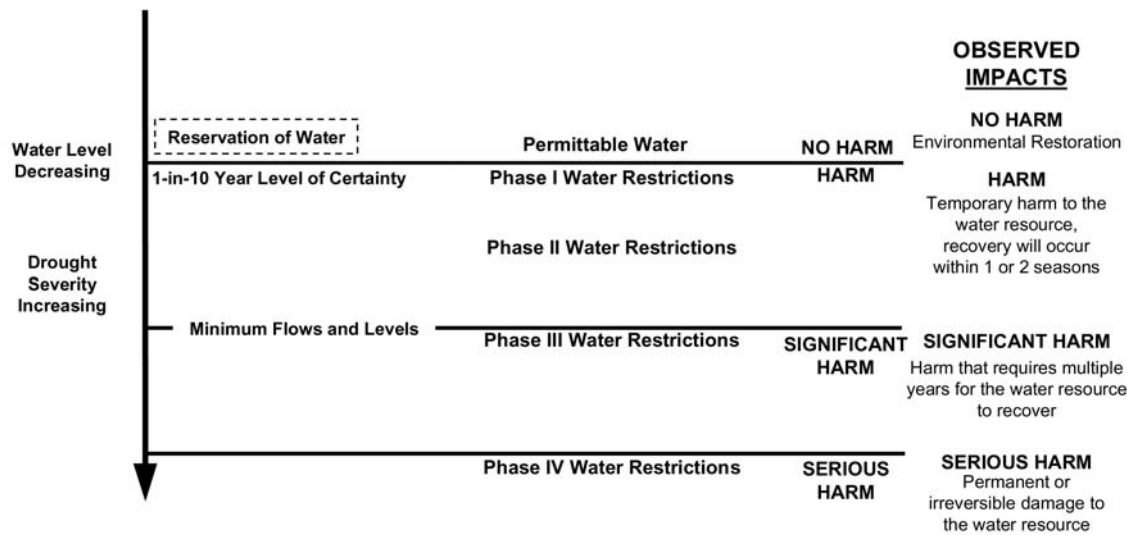 OBSERVED
IMPACTS
Water Level
Decreasing
Drought
Severity
Increasing
Reservation of Water
1-in-10 Year Level of Certainty
Minimum Flows and Levels
Permittable Water
Phase I Water Restrictions
Phase II Water Restrictions
Phase III Water Restrictions
Phase IV Water Restrictions
NO HARM
HARM
SIGNIFICANT
HARM
SERIOUS
HARM
NO HARM
Environmental Restoration
HARM
Temporary harm to the
water resource,
recovery will occur
within 1 or 2 seasons
SIGNIFICANT HARM
Harm that requires multiple
years for the water resource
to recover
SERIOUS HARM
Permanent or
irreversible damage to
the water resource